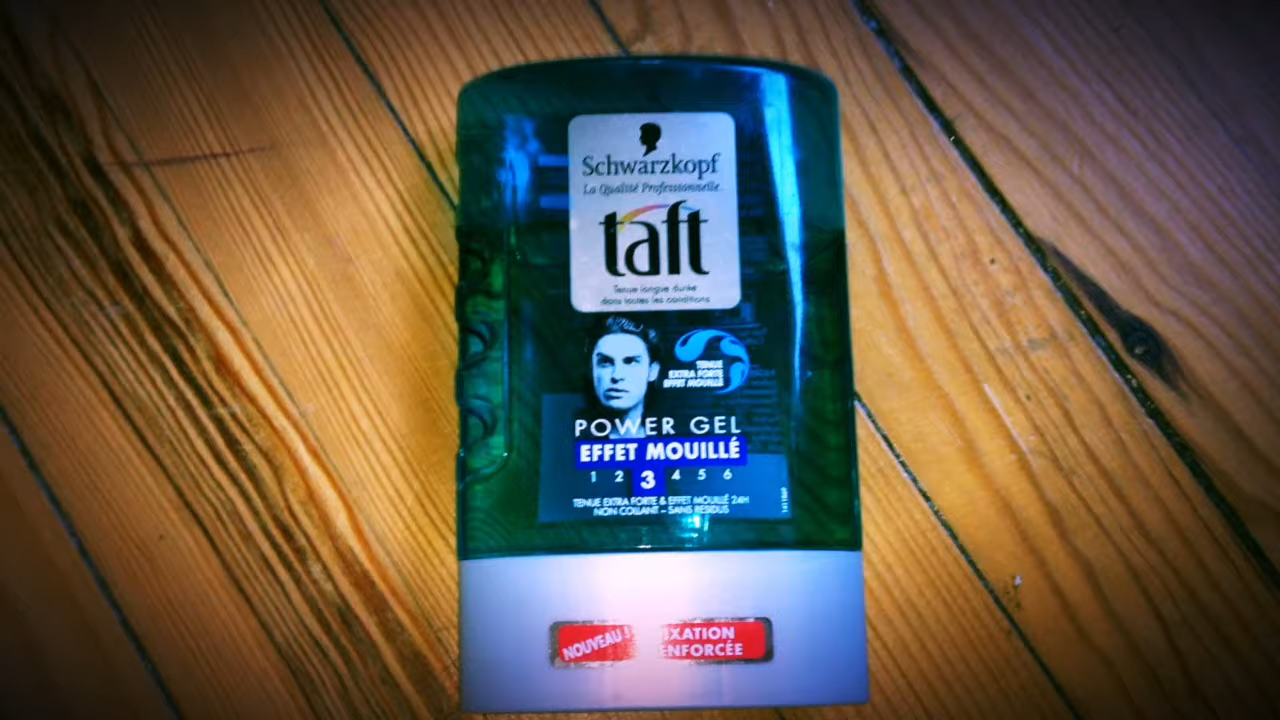 Schwarzkopf
La Qualité Professionnelle
taft
Tenue longue durée
dans toutes les conditions
TENUE
EXTRA FORTE
EFFET MOUILLÉ
POWER GEL
EFFET MOUILLÉ
1 2 3 4 5 6
TENUE EXTRA FORTE & EFFET MOUILLÉ 24H
NON COLLANT – SANS RÉSIDUS
NOUVEAU !
IXATION
ENFORCÉE